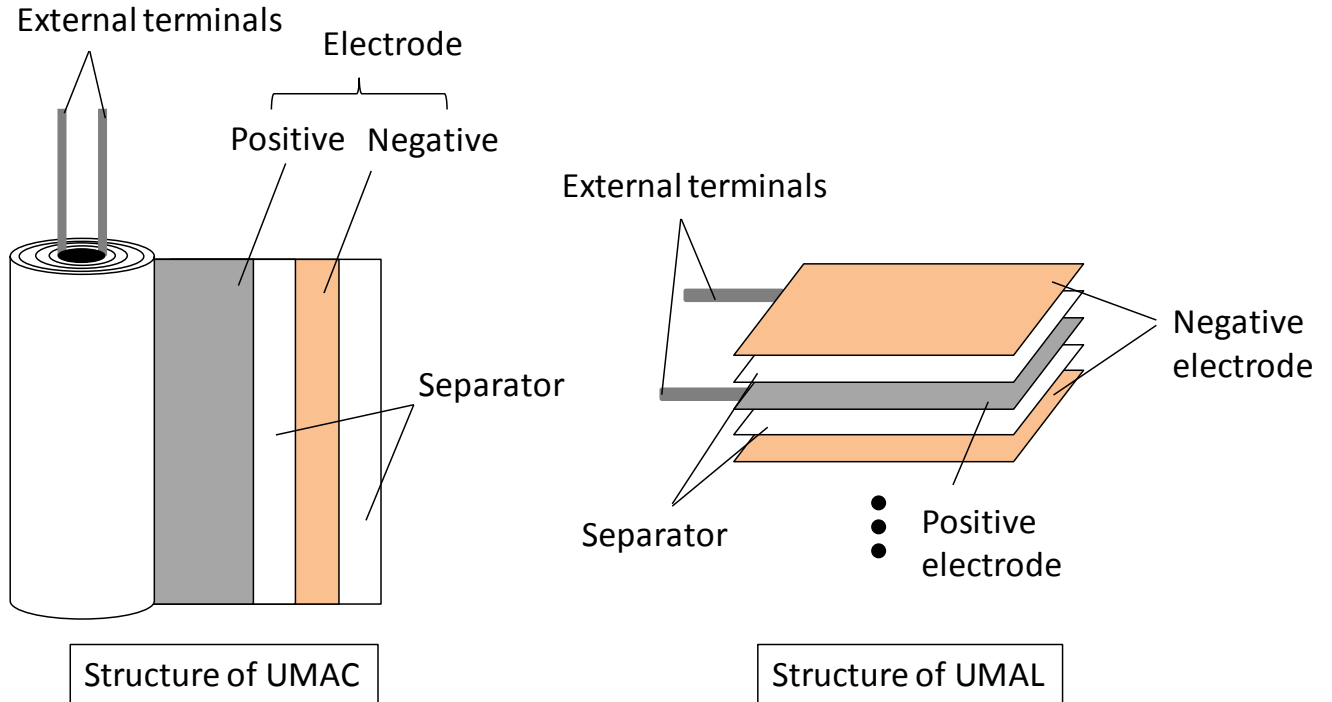 External terminals
Electrode
Positive
Negative
Separator
Structure of UMAC
External terminals
Negative
electrode
Separator
Positive
electrode
Structure of UMAL